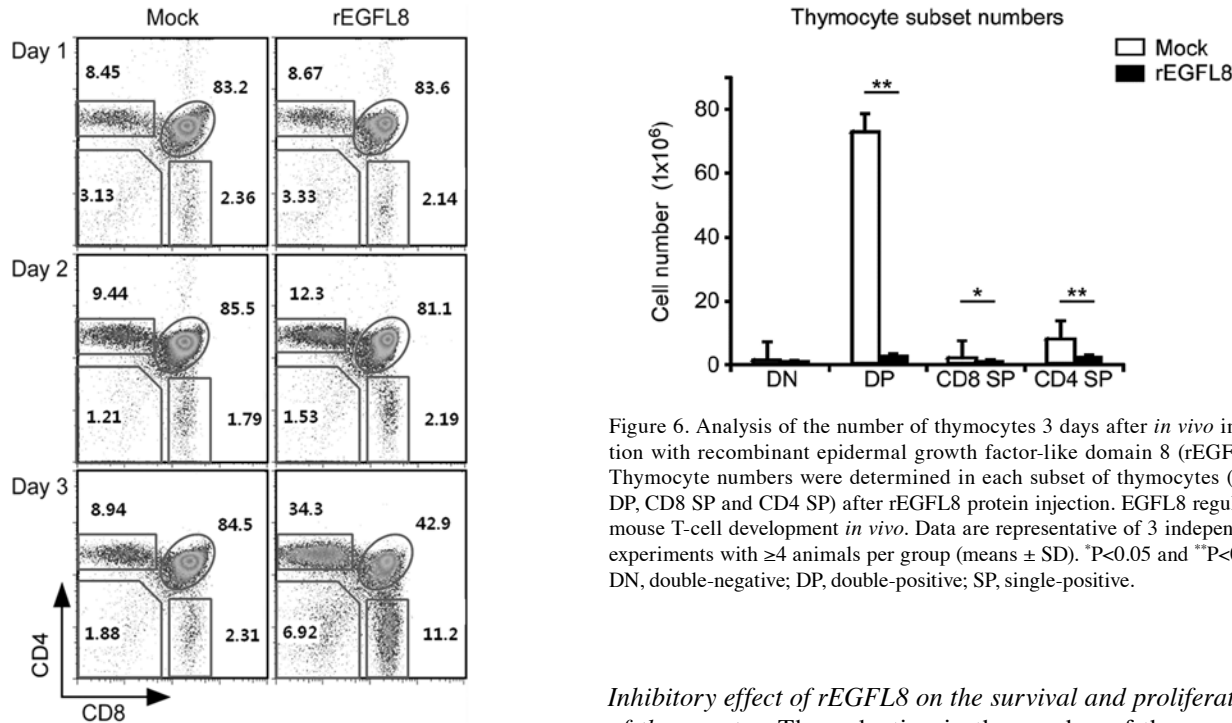 Mock rEGFL8
Day 1
8.45 83.2 8.67 83.6
3.13 2.36 3.33 2.14
Day 2
9.44 85.5 12.3 81.1
1.21 1.79 1.53 2.19
Day 3
8.94 84.5 34.3 42.9
1.88 2.31 6.92 11.2
CD4
CD8
Thymocyte subset numbers
Mock
rEGFL8
Cell number (1x10⁶)
80
60
40
20
0
** * **
DN DP CD8 SP CD4 SP
Figure 6. Analysis of the number of thymocytes 3 days after in vivo in
tion with recombinant epidermal growth factor-like domain 8 (rEGF
Thymocyte numbers were determined in each subset of thymocytes (
DP, CD8 SP and CD4 SP) after rEGFL8 protein injection. EGFL8 regul
mouse T-cell development in vivo. Data are representative of 3 indepen
experiments with ≥4 animals per group (means ± SD). *P<0.05 and **P<0
DN, double-negative; DP, double-positive; SP, single-positive.
Inhibitory effect of rEGFL8 on the survival and proliferat